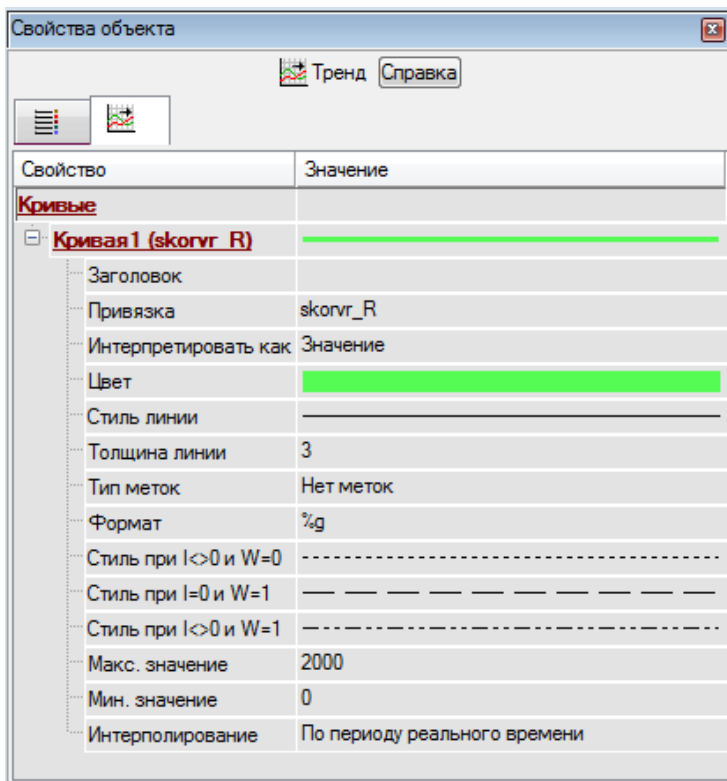 Свойства объекта
Тренд Справка
Свойство Значение
Кривые
Кривая1 (skorvr_R)
Заголовок
Привязка skorvr_R
Интерпретировать как Значение
Цвет
Стиль линии
Толщина линии 3
Тип меток Нет меток
Формат %g
Стиль при I<>0 и W=0
Стиль при I=0 и W=1
Стиль при I<>0 и W=1
Макс. значение 2000
Мин. значение 0
Интерполирование По периоду реального времени